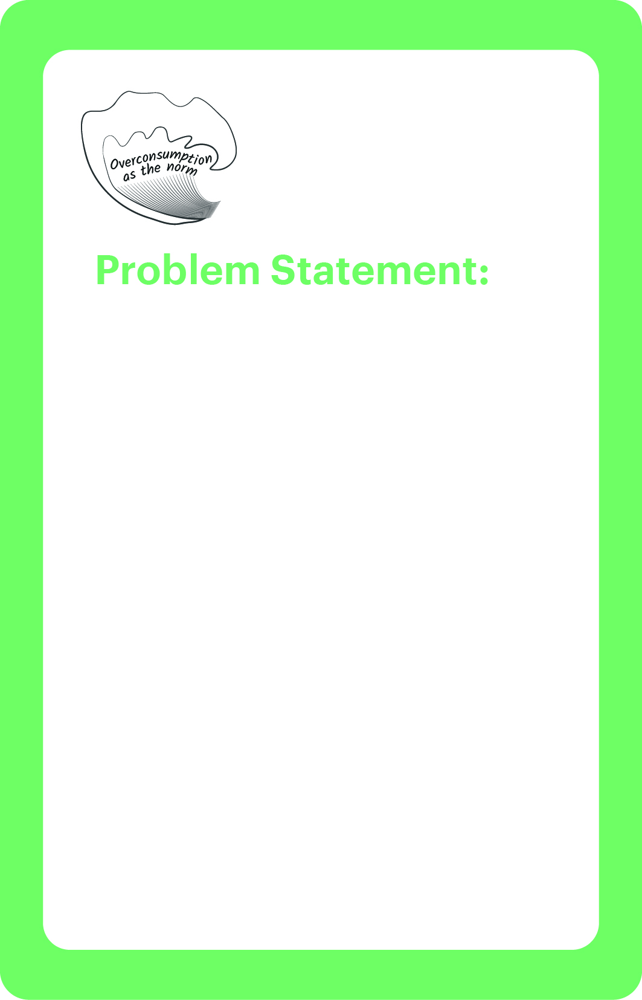 Overconsumption
as the norm
Problem Statement: